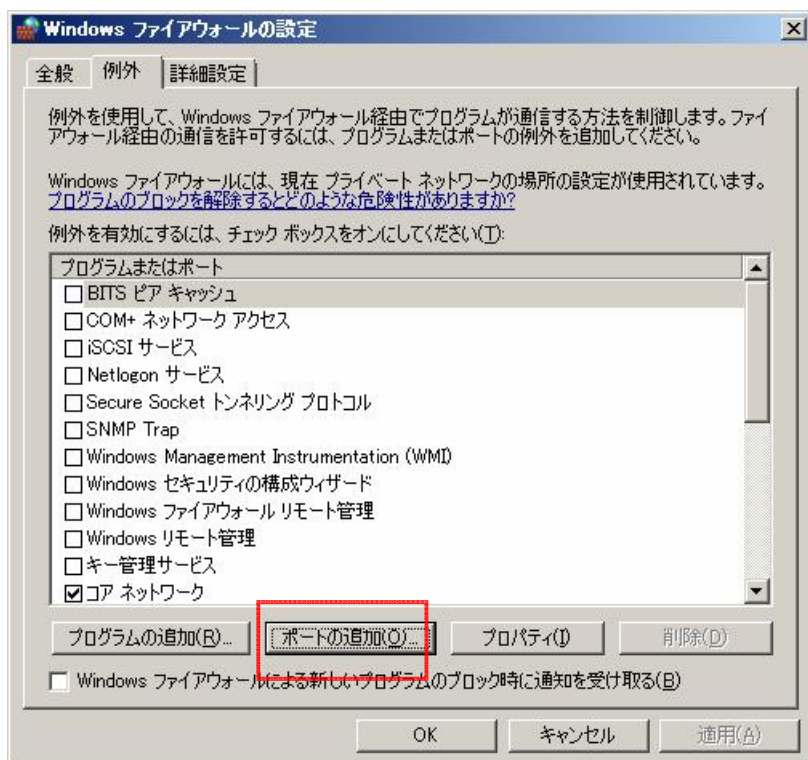 Windows ファイアウォールの設定
全般 例外 詳細設定
例外を使用して、Windows ファイアウォール経由でプログラムが通信する方法を制御します。ファイ
アウォール経由の通信を許可するには、プログラムまたはポートの例外を追加してください。
Windows ファイアウォールには、現在 プライベート ネットワークの場所の設定が使用されています。
プログラムのブロックを解除するとどのような危険性がありますか?
例外を有効にするには、チェック ボックスをオンにしてください(T):
プログラムまたはポート
BITS ピア キャッシュ
COM+ ネットワーク アクセス
iSCSI サービス
Netlogon サービス
Secure Socket トンネリング プロトコル
SNMP Trap
Windows Management Instrumentation (WMI)
Windows セキュリティの構成ウィザード
Windows ファイアウォール リモート管理
Windows リモート管理
キー管理サービス
コア ネットワーク
プログラムの追加(R)... ポートの追加(O)... プロパティ(I) 削除(D)
Windows ファイアウォールによる新しいプログラムのブロック時に通知を受け取る(B)
OK キャンセル 適用(A)